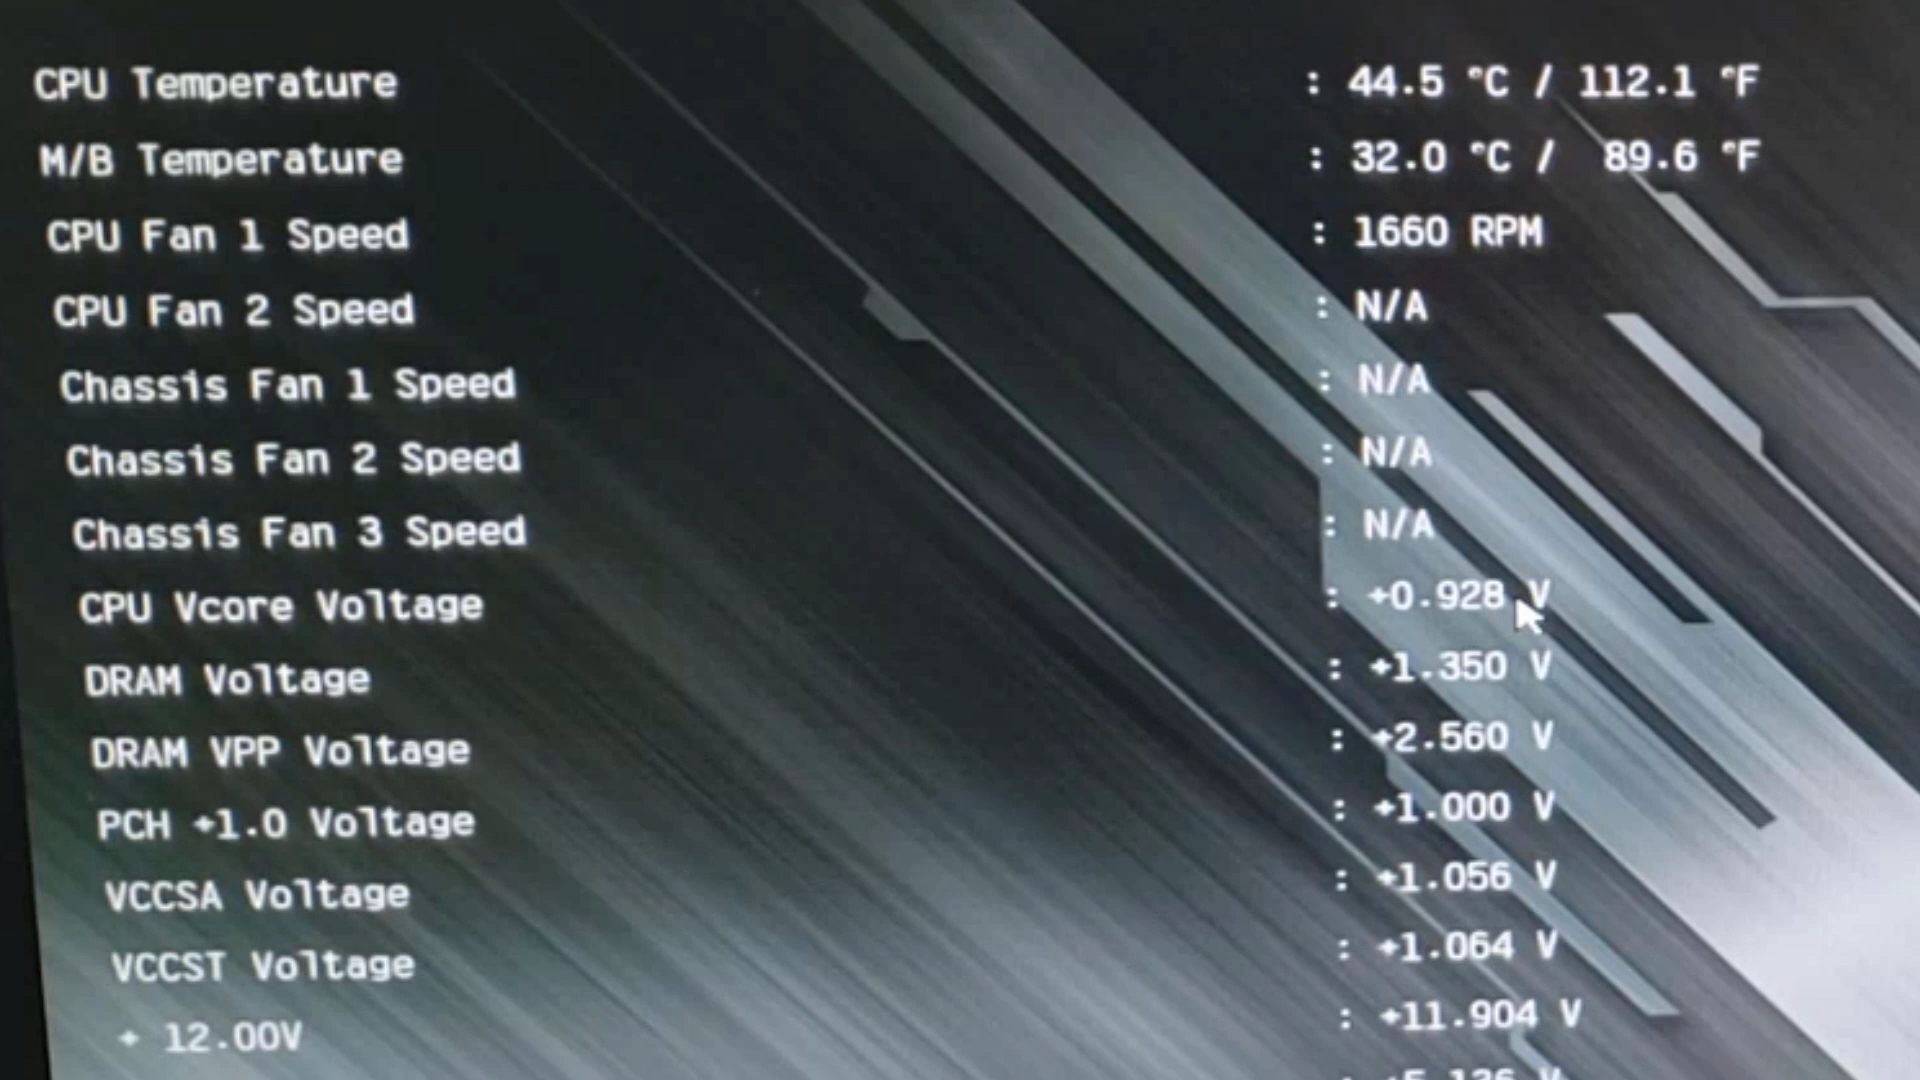 CPU Temperature : 44.5 °C / 112.1 °F
M/B Temperature : 32.0 °C / 89.6 °F
CPU Fan 1 Speed : 1660 RPM
CPU Fan 2 Speed : N/A
Chassis Fan 1 Speed : N/A
Chassis Fan 2 Speed : N/A
Chassis Fan 3 Speed : N/A
CPU Vcore Voltage : +0.928 V
DRAM Voltage : +1.350 V
DRAM VPP Voltage : +2.560 V
PCH +1.0 Voltage : +1.000 V
VCCSA Voltage : +1.056 V
VCCST Voltage : +1.064 V
+ 12.00V : +11.904 V